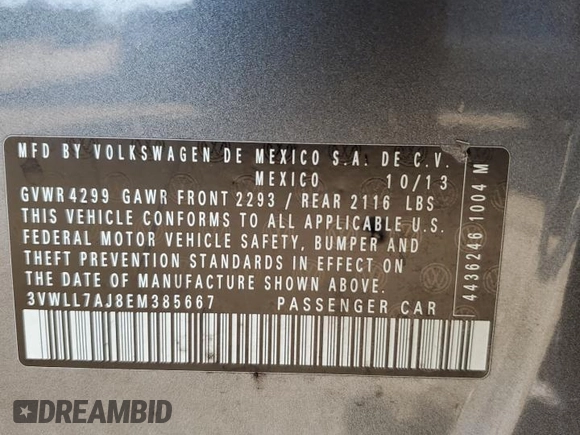 MFD BY VOLKSWAGEN DE MEXICO S.A. DE C.V.
MEXICO 10/13
GVWR 4299 GAWR FRONT 2293 / REAR 2116 LBS
THIS VEHICLE CONFORMS TO ALL APPLICABLE U.S.
FEDERAL MOTOR VEHICLE SAFETY, BUMPER AND
THEFT PREVENTION STANDARDS IN EFFECT ON
THE DATE OF MANUFACTURE SHOWN ABOVE.
3VWLL7AJ8EM385667 PASSENGER CAR
4436246 1004 M
DREAMBID